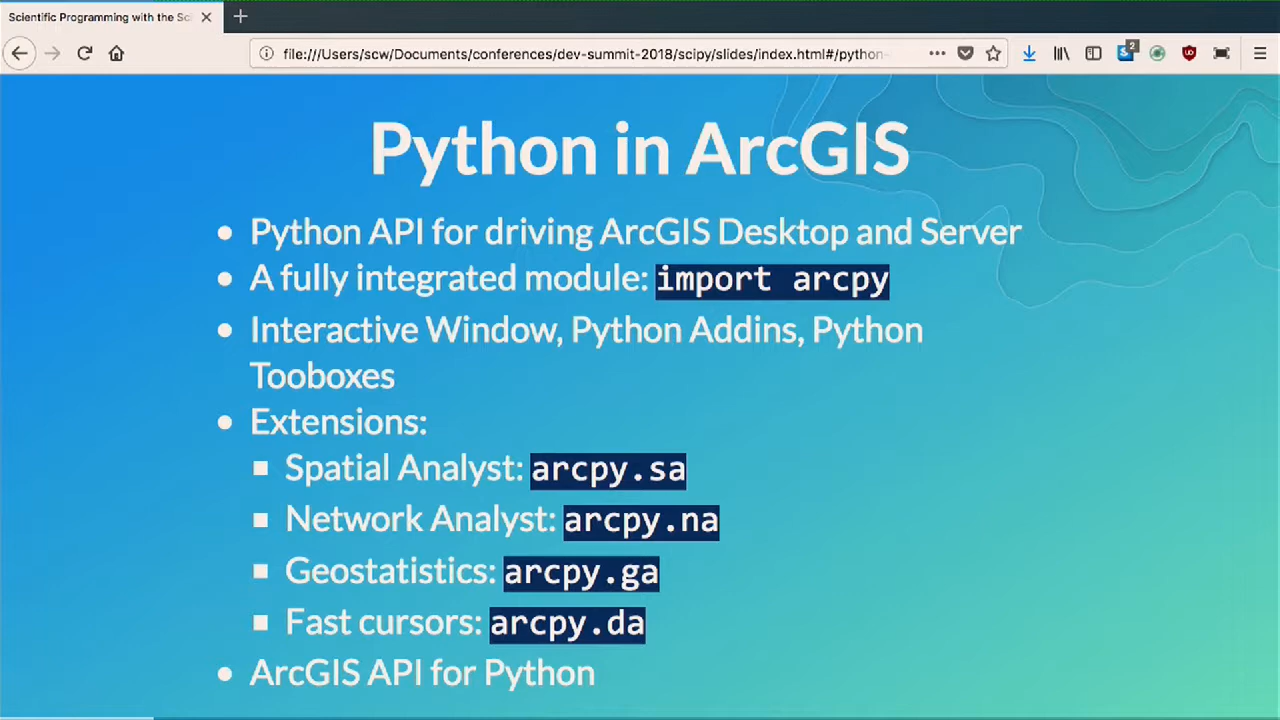 Scientific Programming with the Sc
file:///Users/scw/Documents/conferences/dev-summit-2018/scipy/slides/index.html#/python-
2
Python in ArcGIS
Python API for driving ArcGIS Desktop and Server
A fully integrated module: import arcpy
Interactive Window, Python Addins, Python
Tooboxes
Extensions:
Spatial Analyst: arcpy.sa
Network Analyst: arcpy.na
Geostatistics: arcpy.ga
Fast cursors: arcpy.da
ArcGIS API for Python